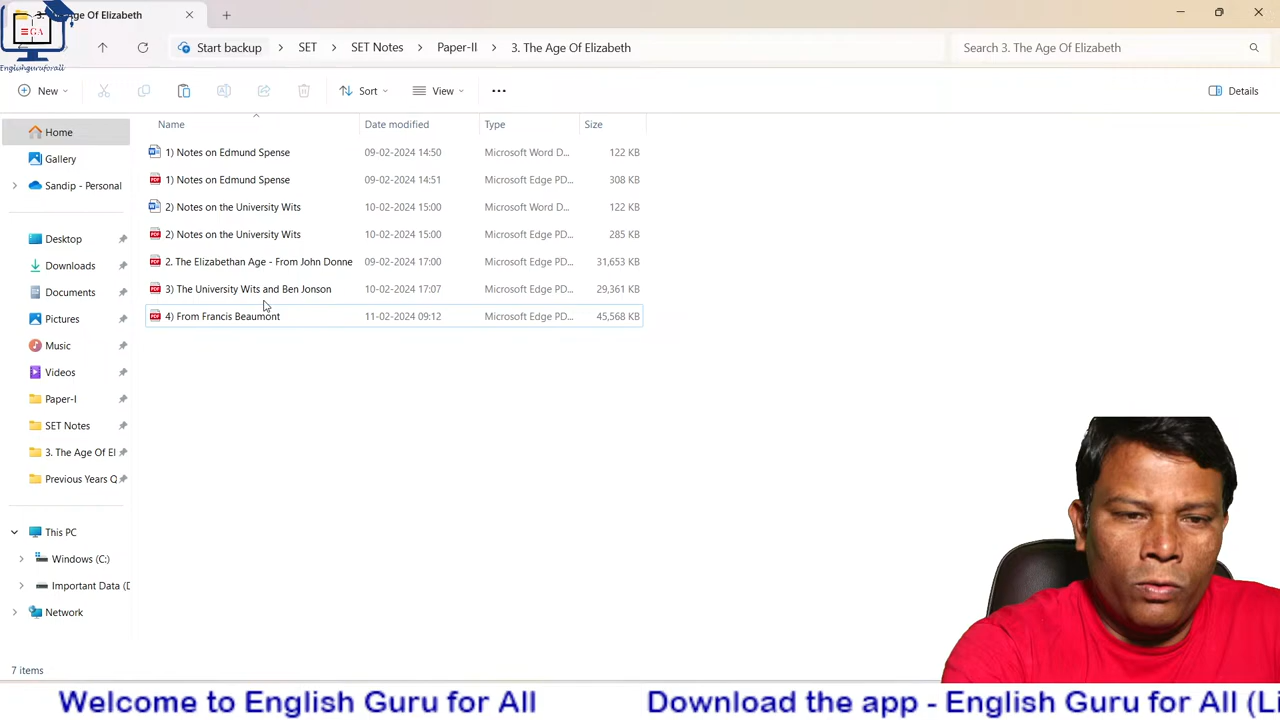 3. The Age Of Elizabeth
EGA
Englishguruforall
Start backup
SET
SET Notes
Paper-II
3. The Age Of Elizabeth
Search 3. The Age Of Elizabeth
New
Sort
View
Details
Name
Date modified
Type
Size
Home
Gallery
Sandip - Personal
Desktop
Downloads
Documents
Pictures
Music
Videos
Paper-I
SET Notes
3. The Age Of El
Previous Years Q
This PC
Windows (C:)
Important Data (D
Network
1) Notes on Edmund Spense 09-02-2024 14:50 Microsoft Word D... 122 KB
1) Notes on Edmund Spense 09-02-2024 14:51 Microsoft Edge PD... 308 KB
2) Notes on the University Wits 10-02-2024 15:00 Microsoft Word D... 122 KB
2) Notes on the University Wits 10-02-2024 15:00 Microsoft Edge PD... 285 KB
2. The Elizabethan Age - From John Donne 09-02-2024 17:00 Microsoft Edge PD... 31,653 KB
3) The University Wits and Ben Jonson 10-02-2024 17:07 Microsoft Edge PD... 29,361 KB
4) From Francis Beaumont 11-02-2024 09:12 Microsoft Edge PD... 45,568 KB
7 items
Welcome to English Guru for All Download the app - English Guru for All (Li